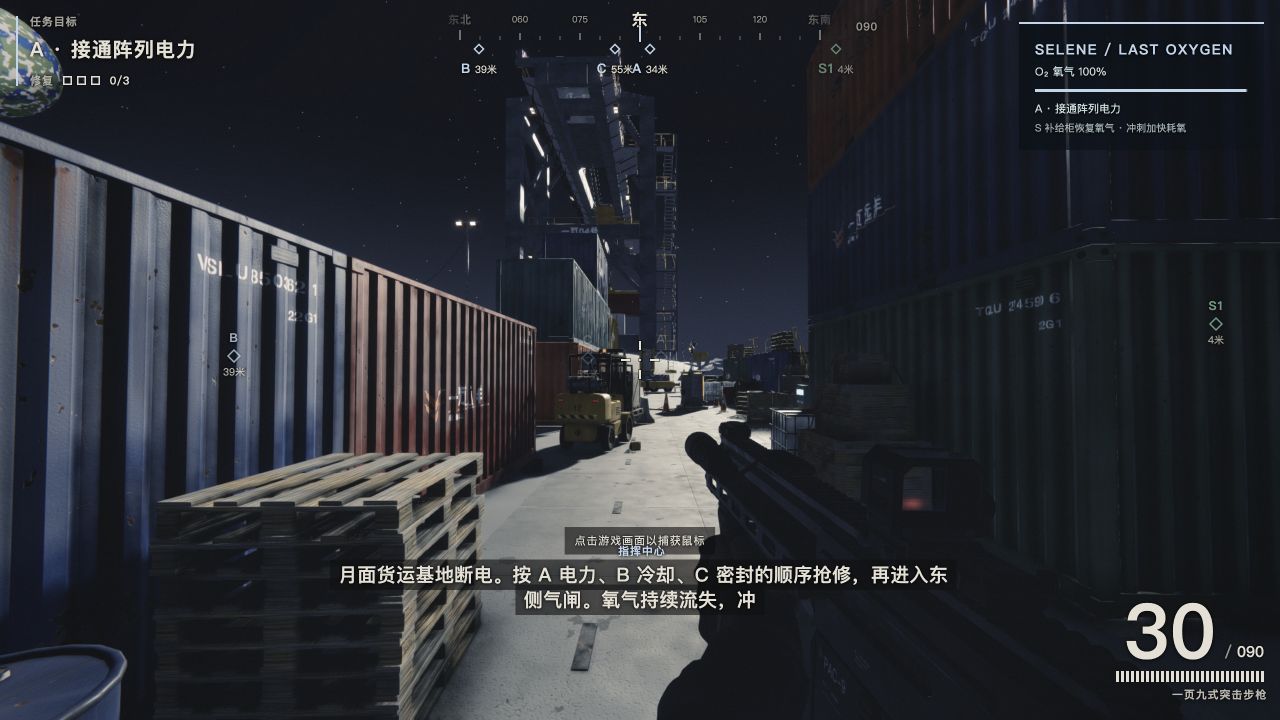 任务目标
A · 接通阵列电力
修复 0/3
东北 060 075 东 105 120 东南 090
B 39米 C 55米 A 34米 S1 4米
SELENE / LAST OXYGEN
O₂ 氧气 100%
A · 接通阵列电力
S 补给柜恢复氧气 · 冲刺加快耗氧
22G1
TQU 24596
2G1
B
39米
S1
4米
点击游戏画面以捕获鼠标
指挥中心
月面货运基地断电。按 A 电力、B 冷却、C 密封的顺序抢修，再进入东
侧气闸。氧气持续流失，冲
30 / 090
一页九式突击步枪